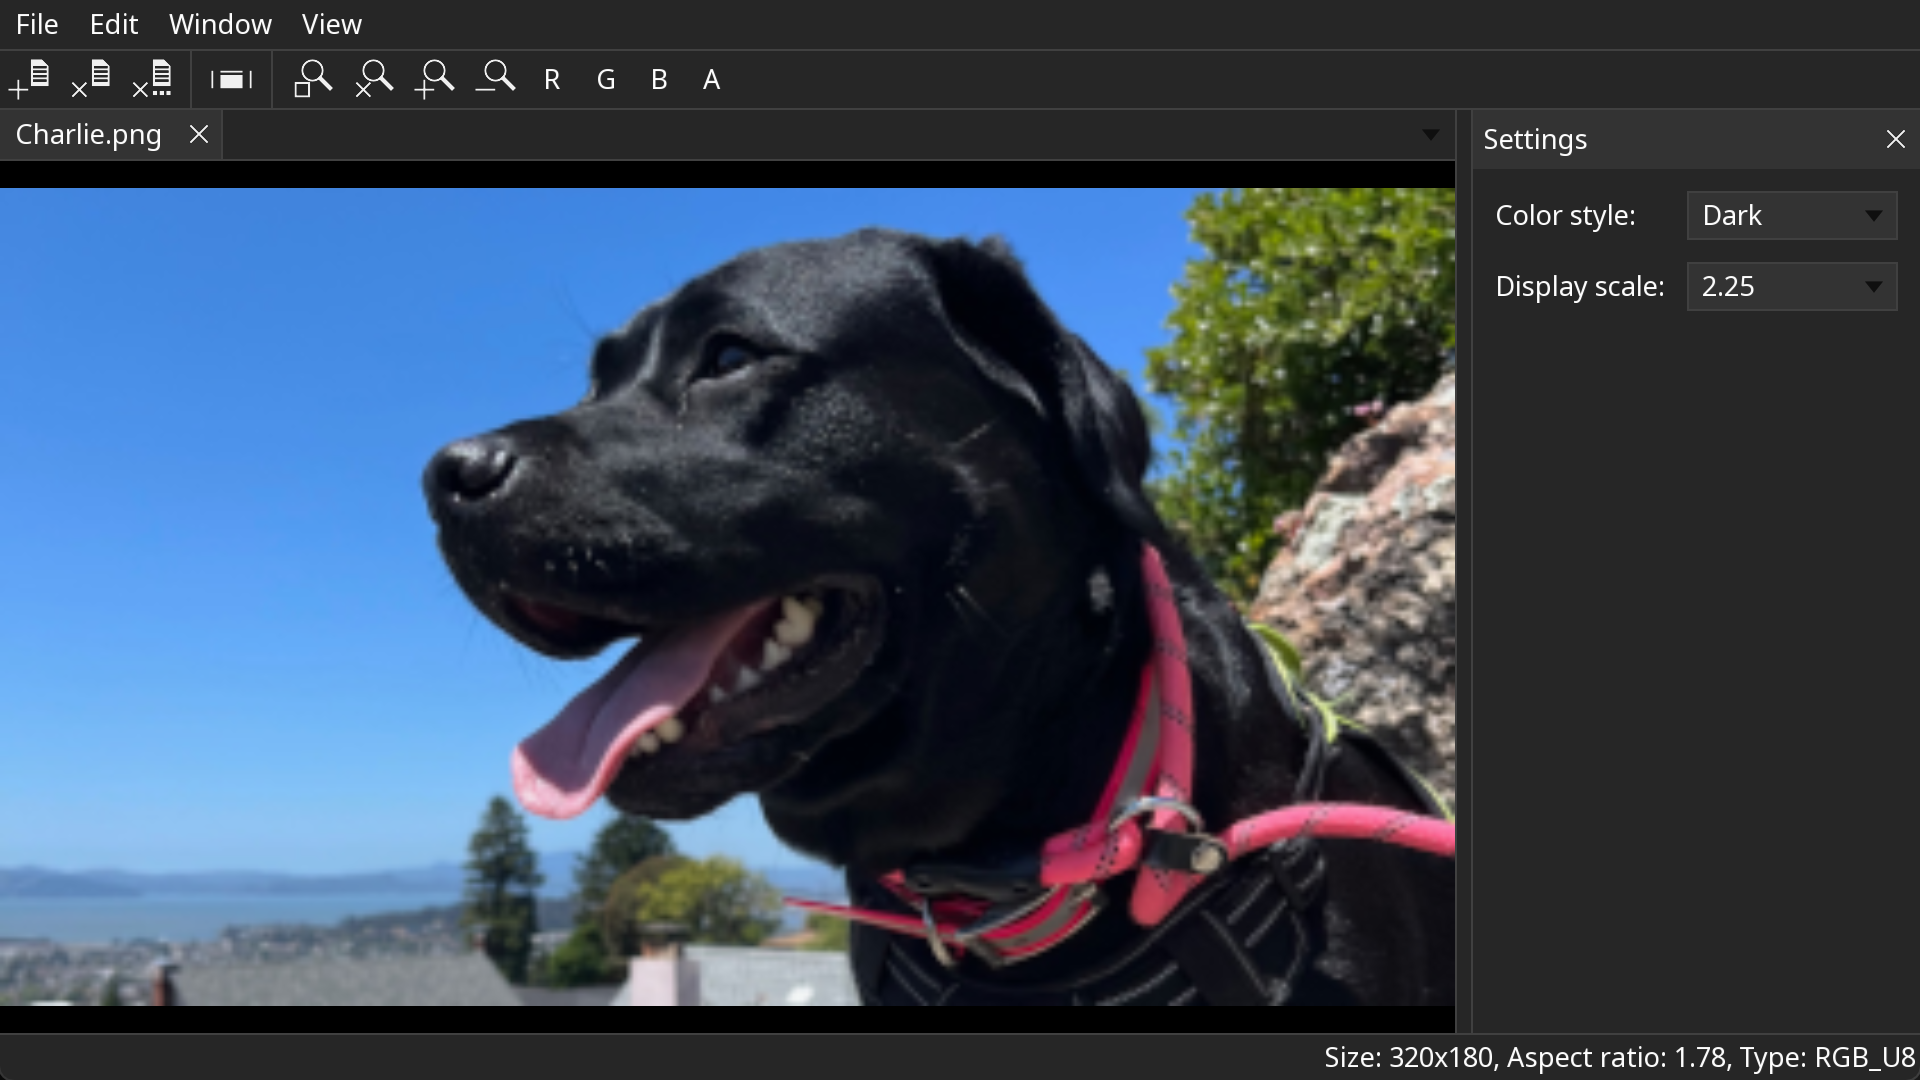 File Edit Window View
R G B A
Charlie.png
Settings
Color style: Dark
Display scale: 2.25
Size: 320x180, Aspect ratio: 1.78, Type: RGB_U8